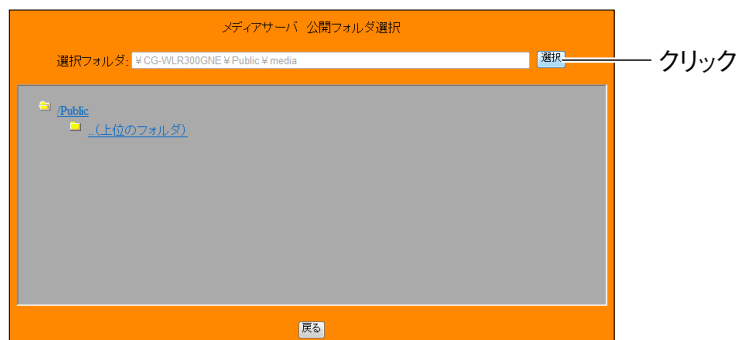 メディアサーバ 公開フォルダ選択
選択フォルダ: ¥CG-WLR300GNE¥Public¥media 選択 クリック
/Public
..(上位のフォルダ)
戻る